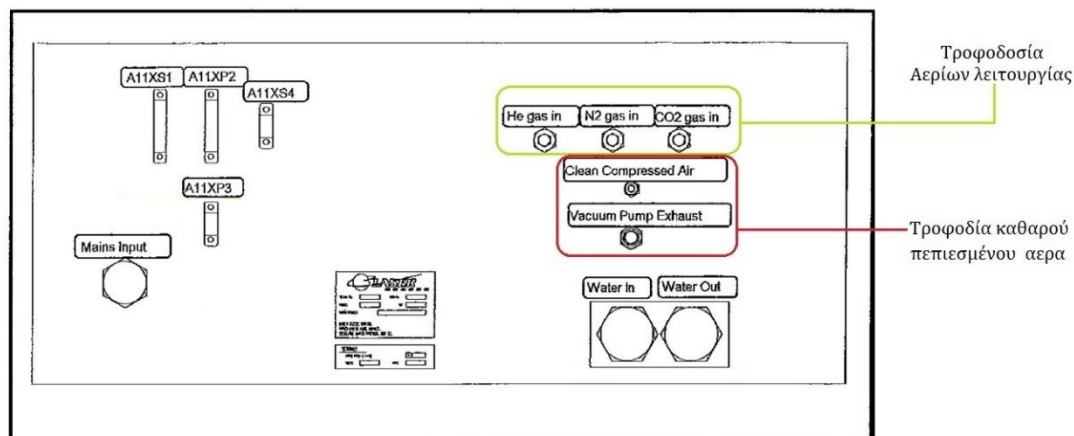 A11XS1
A11XP2
A11XS4
A11XP3
Mains Input
He gas in
N2 gas in
CO2 gas in
Clean Compressed Air
Vacuum Pump Exhaust
Water In
Water Out
LASER
Τροφοδοσία
Αερίων λειτουργίας
Τροφοδία καθαρού
πεπιεσμένου αερα